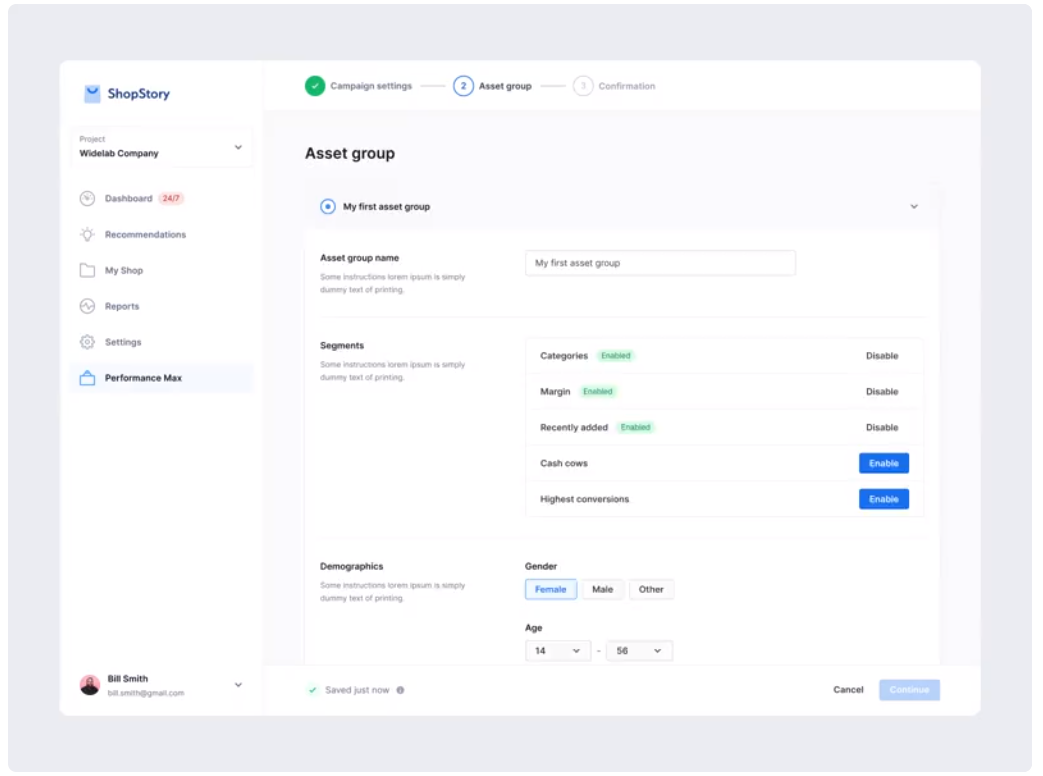 ShopStory
Project
Widelab Company
Dashboard 24/7
Recommendations
My Shop
Reports
Settings
Performance Max
Bill Smith
bill.smith@gmail.com
Campaign settings
2 Asset group
3 Confirmation
Asset group
My first asset group
Asset group name
Some instructions lorem ipsum is simply
dummy text of printing.
My first asset group
Segments
Some instructions lorem ipsum is simply
dummy text of printing.
Categories Enabled Disable
Margin Enabled Disable
Recently added Enabled Disable
Cash cows Enable
Highest conversions Enable
Demographics
Some instructions lorem ipsum is simply
dummy text of printing.
Gender
Female Male Other
Age
14 - 56
Saved just now
Cancel Continue